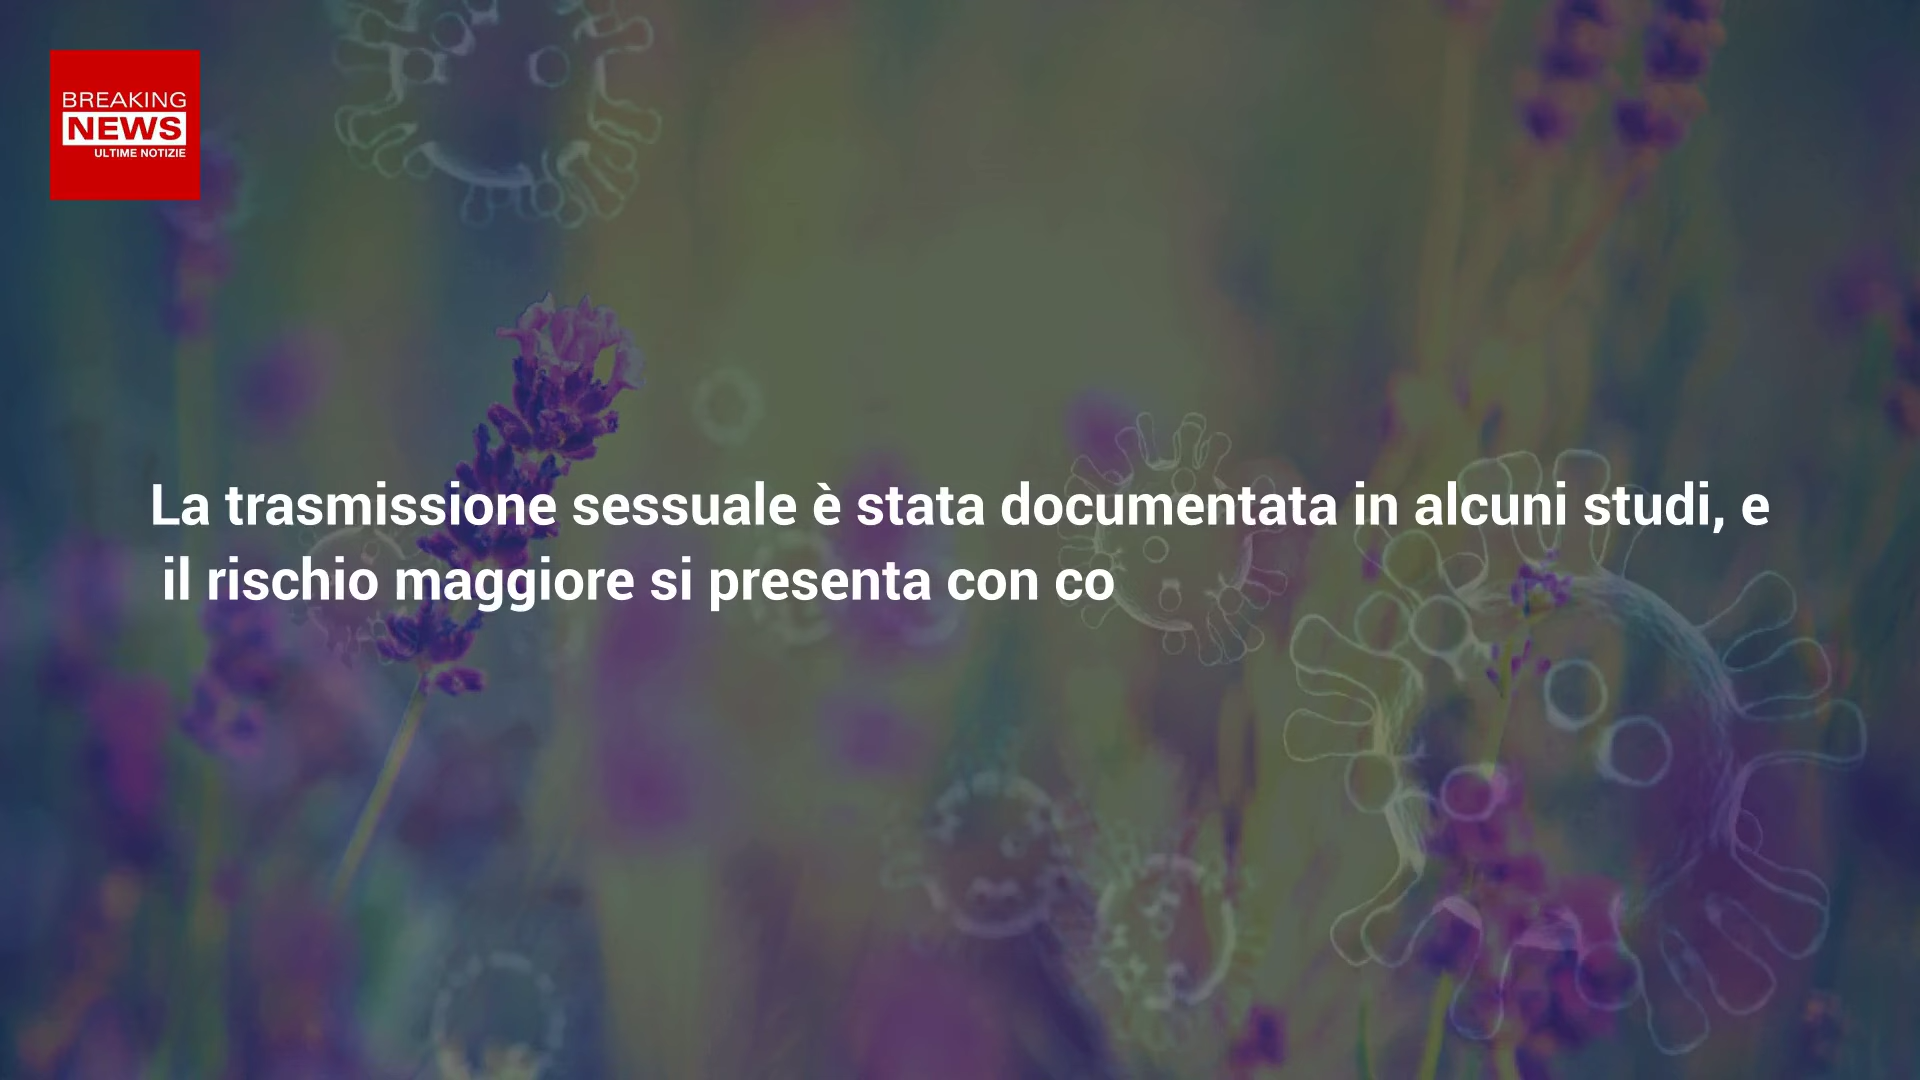 BREAKING
NEWS
ULTIME NOTIZIE
La trasmissione sessuale è stata documentata in alcuni studi, e
il rischio maggiore si presenta con co